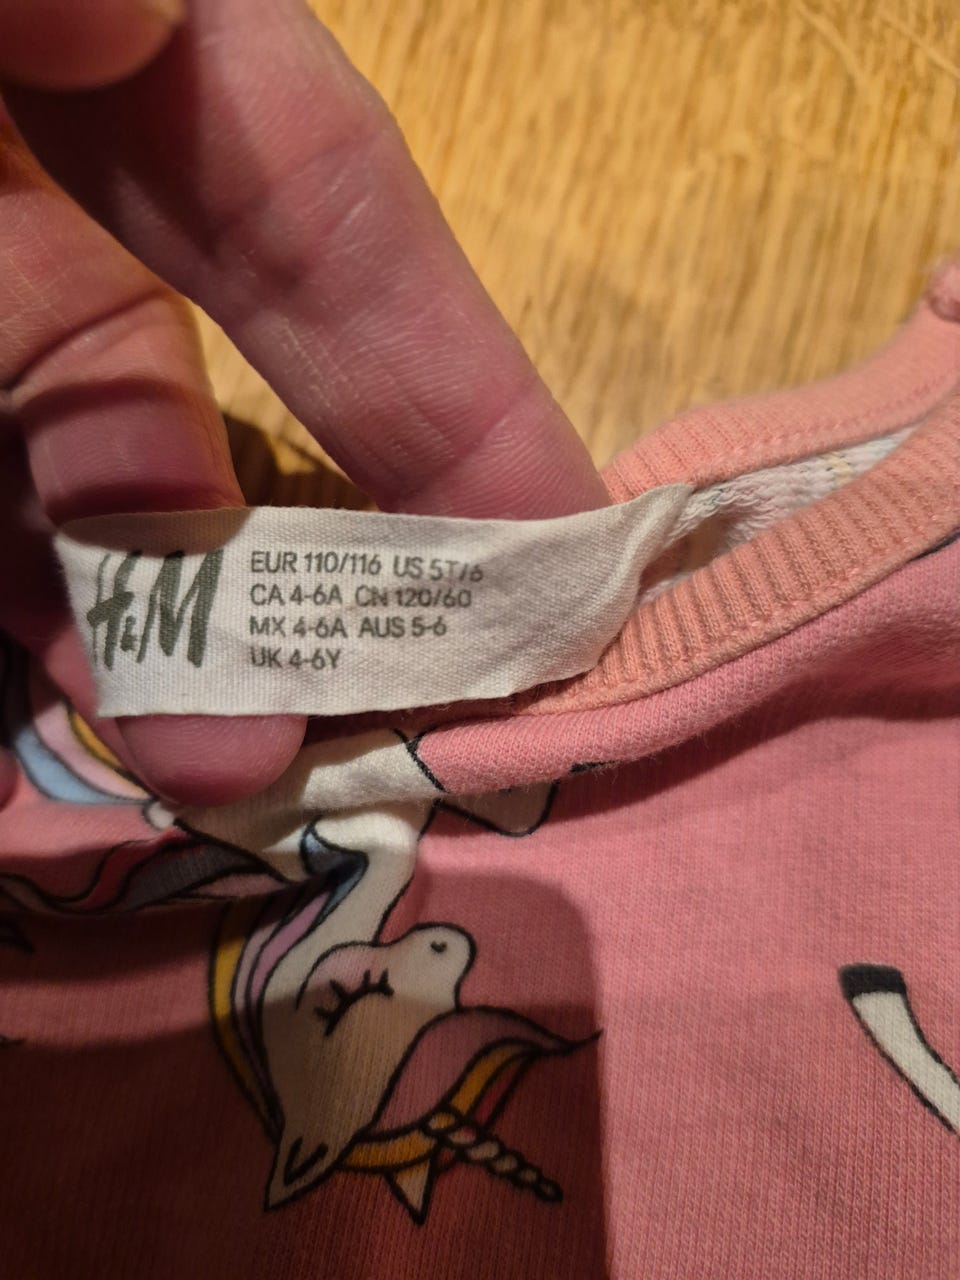 H&M
EUR 110/116 US 5T/6
CA 4-6A CN 120/60
MX 4-6A AUS 5-6
UK 4-6Y